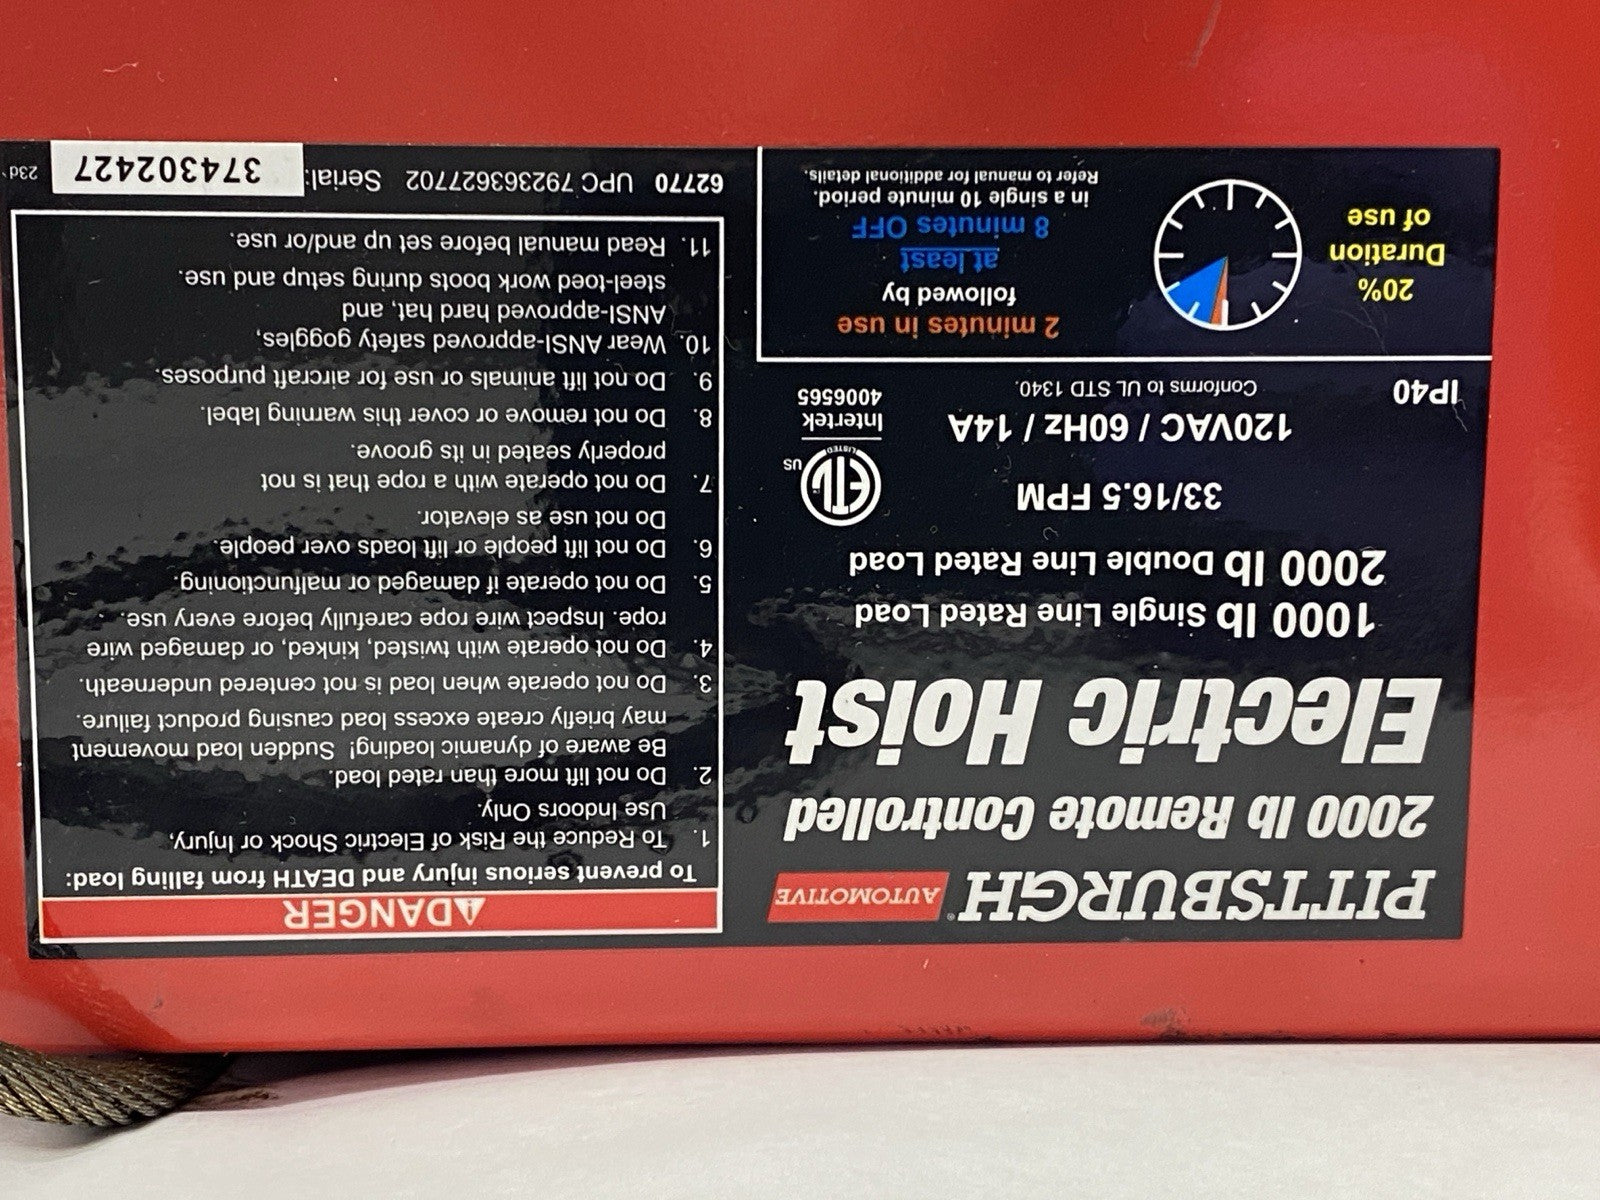 PITTSBURGH® AUTOMOTIVE
2000 lb Remote Controlled
Electric Hoist
1000 lb Single Line Rated Load
2000 lb Double Line Rated Load
33/16.5 FPM
120VAC / 60Hz / 14A
IP40
Conforms to UL STD 1340.
ETL
LISTED
US
Intertek
4006565
20%
Duration
of use
2 minutes in use
followed by
at least
8 minutes OFF
in a single 10 minute period.
Refer to manual for additional details.
⚠DANGER
To prevent serious injury and DEATH from falling load:
1. To Reduce the Risk of Electric Shock or Injury,
Use Indoors Only.
2. Do not lift more than rated load.
Be aware of dynamic loading! Sudden load movement
may briefly create excess load causing product failure.
3. Do not operate when load is not centered underneath.
4. Do not operate with twisted, kinked, or damaged wire
rope. Inspect wire rope carefully before every use.
5. Do not operate if damaged or malfunctioning.
6. Do not lift people or lift loads over people.
Do not use as elevator.
7. Do not operate with a rope that is not
properly seated in its groove.
8. Do not remove or cover this warning label.
9. Do not lift animals or use for aircraft purposes.
10. Wear ANSI-approved safety goggles,
ANSI-approved hard hat, and
steel-toed work boots during setup and use.
11. Read manual before set up and/or use.
62770 UPC 792363627702 Serial: 374302427 23d